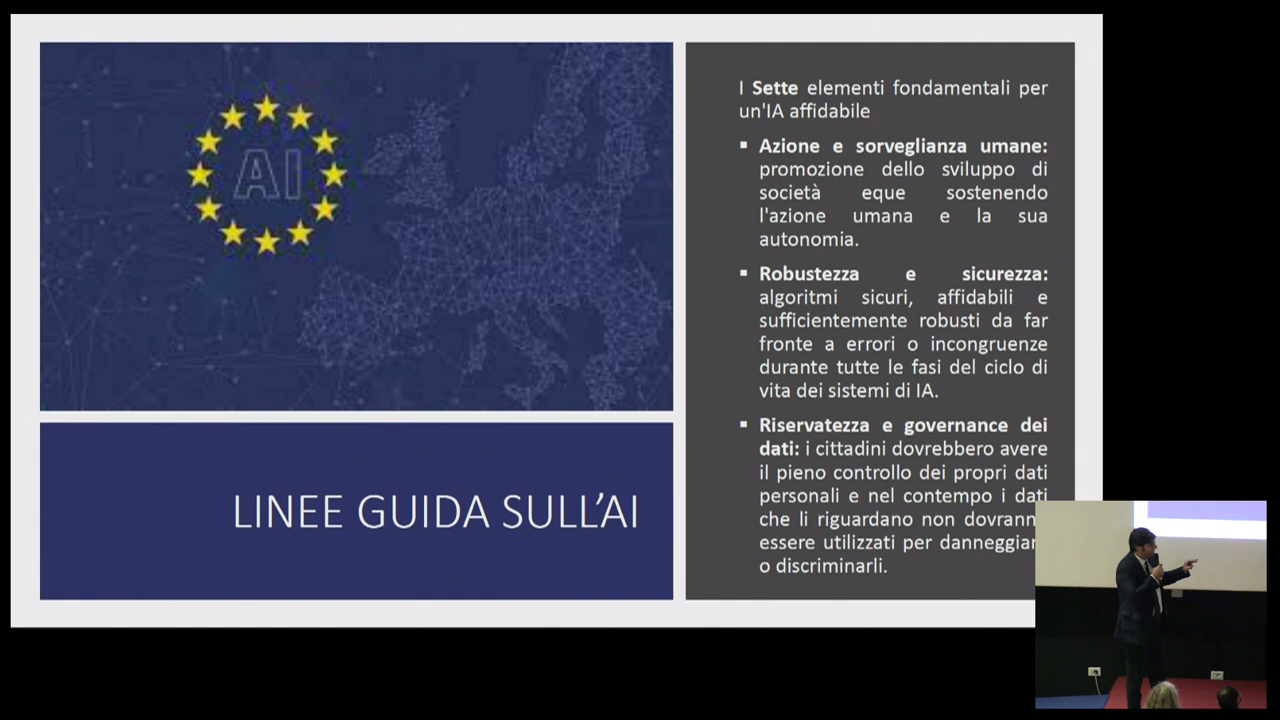 AI
LINEE GUIDA SULL'AI
I Sette elementi fondamentali per
un'IA affidabile
▪ Azione e sorveglianza umane:
promozione dello sviluppo di
società eque sostenendo
l'azione umana e la sua
autonomia.
▪ Robustezza e sicurezza:
algoritmi sicuri, affidabili e
sufficientemente robusti da far
fronte a errori o incongruenze
durante tutte le fasi del ciclo di
vita dei sistemi di IA.
▪ Riservatezza e governance dei
dati: i cittadini dovrebbero avere
il pieno controllo dei propri dati
personali e nel contempo i dati
che li riguardano non
essere utilizzati per
o discriminarli.